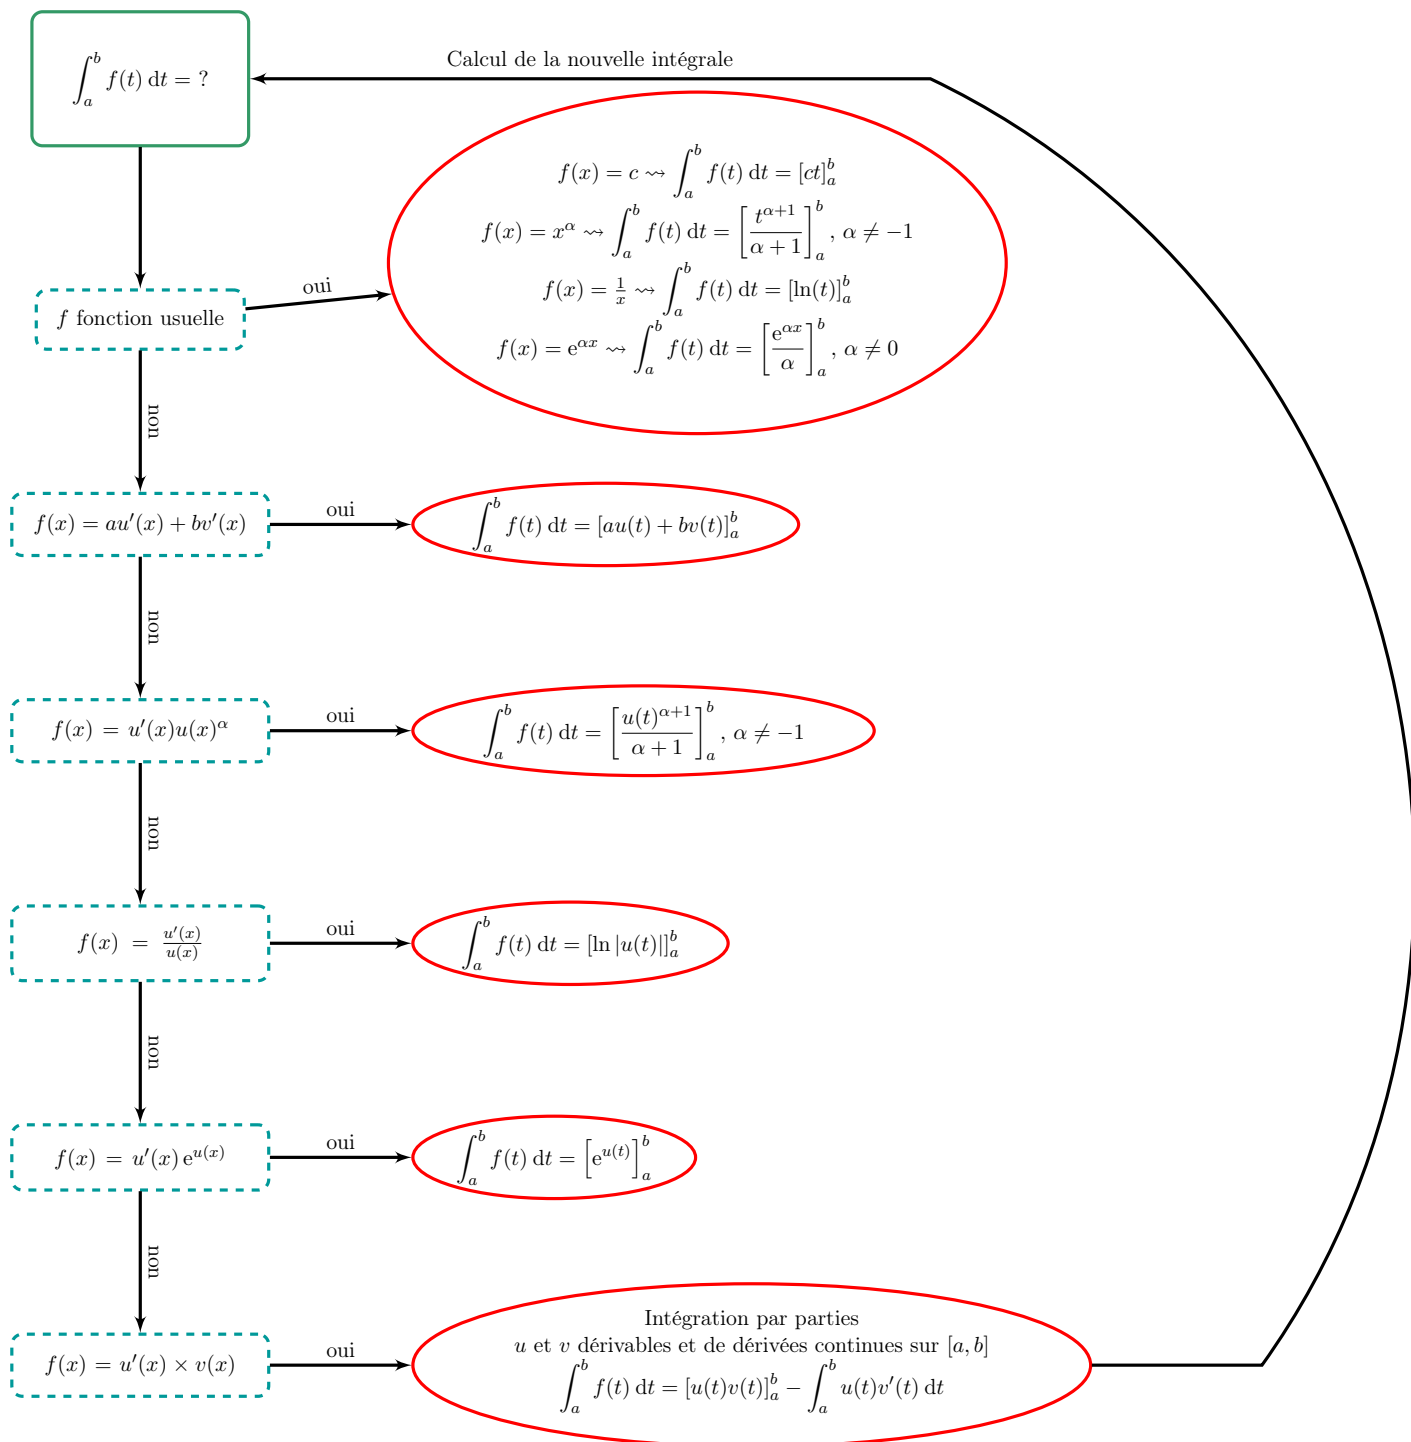 Calcul de la nouvelle intégrale
∫_a^b f(t) dt = ?
f(x) = c ⇝ ∫_a^b f(t) dt = [ct]_a^b
f(x) = x^α ⇝ ∫_a^b f(t) dt = [t^{α+1}/(α + 1)]_a^b, α ≠ −1
f(x) = 1/x ⇝ ∫_a^b f(t) dt = [ln(t)]_a^b
f(x) = e^{αx} ⇝ ∫_a^b f(t) dt = [e^{αx}/α]_a^b, α ≠ 0
oui
f fonction usuelle
non
f(x) = au′(x) + bv′(x)
oui
∫_a^b f(t) dt = [au(t) + bv(t)]_a^b
non
f(x) = u′(x)u(x)^α
oui
∫_a^b f(t) dt = [u(t)^{α+1}/(α + 1)]_a^b, α ≠ −1
non
f(x) = u′(x)/u(x)
oui
∫_a^b f(t) dt = [ln |u(t)|]_a^b
non
f(x) = u′(x) e^{u(x)}
oui
∫_a^b f(t) dt = [e^{u(t)}]_a^b
non
f(x) = u′(x) × v(x)
oui
Intégration par parties
u et v dérivables et de dérivées continues sur [a, b]
∫_a^b f(t) dt = [u(t)v(t)]_a^b − ∫_a^b u(t)v′(t) dt